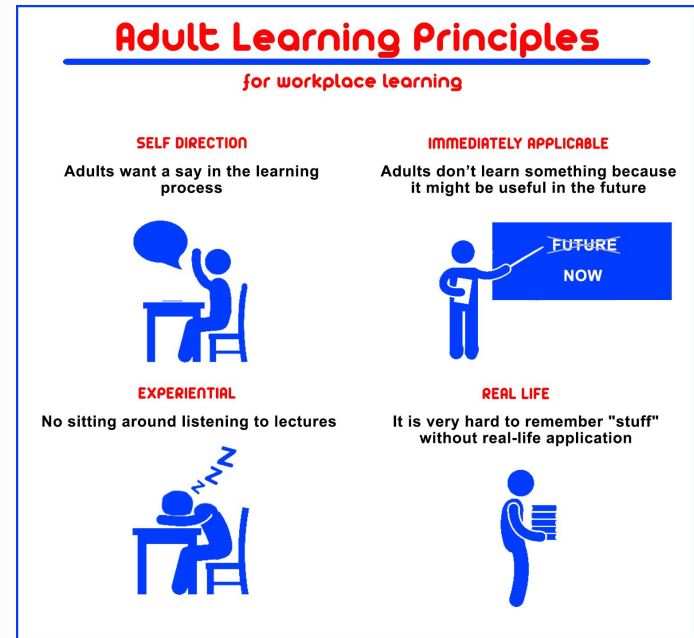 Adult Learning Principles
for workplace learning
SELF DIRECTION
Adults want a say in the learning
process
IMMEDIATELY APPLICABLE
Adults don't learn something because
it might be useful in the future
FUTURE
NOW
EXPERIENTIAL
No sitting around listening to lectures
Z
Z
Z
Z
REAL LIFE
It is very hard to remember "stuff"
without real-life application